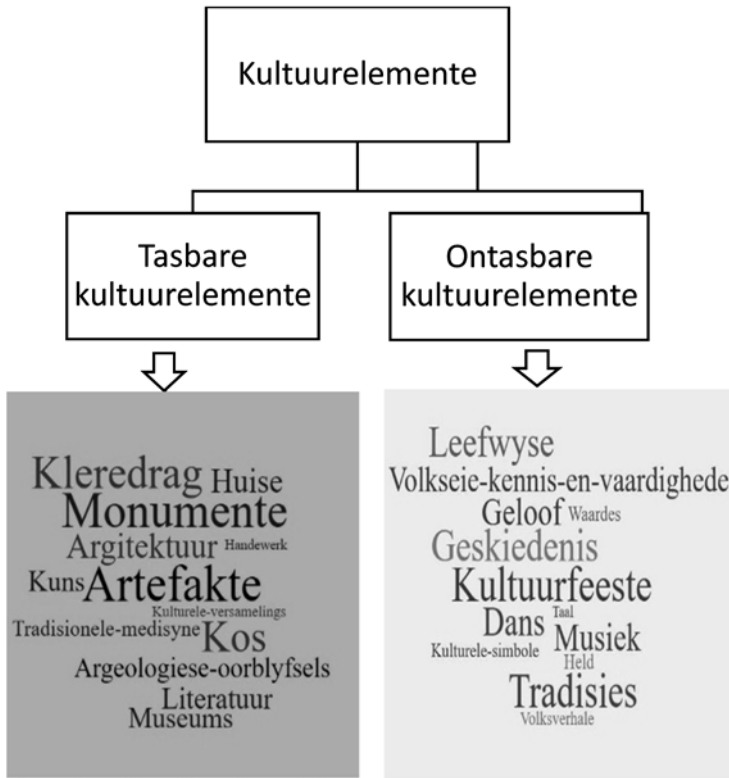 Kultuurelemente
Tasbare
kultuurelemente
Ontasbare
kultuurelemente
Kleredrag Huise
Monumente
Argitektuur Handewerk
Kuns Artefakte
Kulturele-versamelings
Tradisionele-medisyne Kos
Argeologiese-oorblyfsels
Literatuur
Museums
Leefwyse
Volkseie-kennis-en-vaardighede
Geloof Waardes
Geskiedenis
Kultuurfeeste
Dans Taal
Kulturele-simbole Musiek
Held
Tradisies
Volksverhale